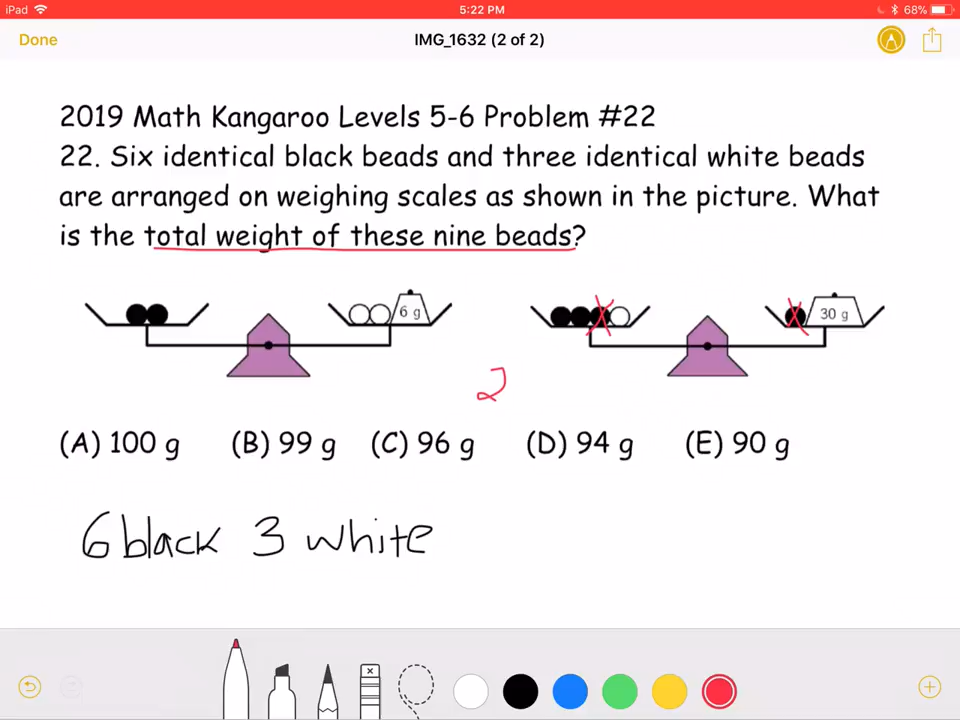 iPad 5:22 PM 68%
Done IMG_1632 (2 of 2)
2019 Math Kangaroo Levels 5-6 Problem #22
22. Six identical black beads and three identical white beads
are arranged on weighing scales as shown in the picture. What
is the total weight of these nine beads?
6 g 30 g
2
(A) 100 g (B) 99 g (C) 96 g (D) 94 g (E) 90 g
6 black 3 white